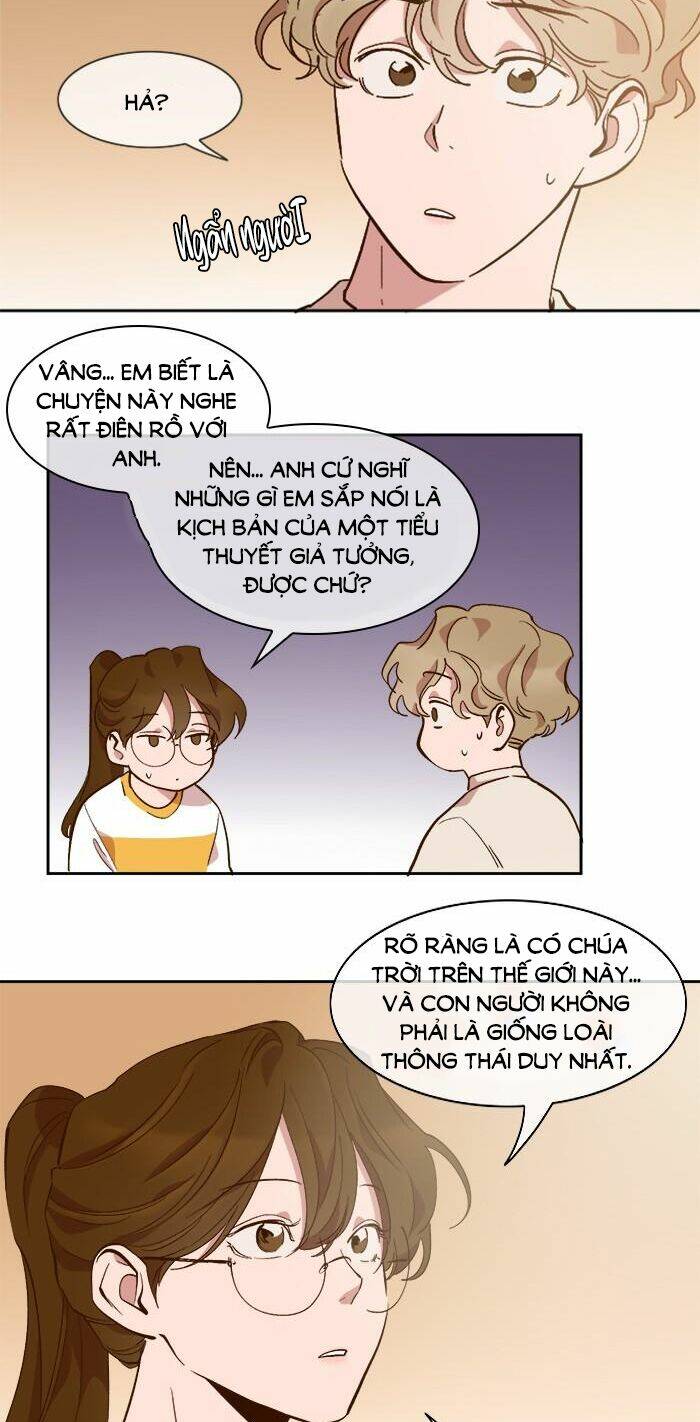 HẢ?
NGẨN NGƯỜI
VÂNG... EM BIẾT LÀ
CHUYỆN NÀY NGHE
RẤT ĐIÊN RỒ VỚI
ANH.
NÊN... ANH CỨ NGHĨ
NHỮNG GÌ EM SẮP NÓI LÀ
KỊCH BẢN CỦA MỘT TIỂU
THUYẾT GIẢ TƯỞNG,
ĐƯỢC CHỨ?
RÕ RÀNG LÀ CÓ CHÚA
TRỜI TRÊN THẾ GIỚI NÀY...
VÀ CON NGƯỜI KHÔNG
PHẢI LÀ GIỐNG LOÀI
THÔNG THÁI DUY NHẤT.